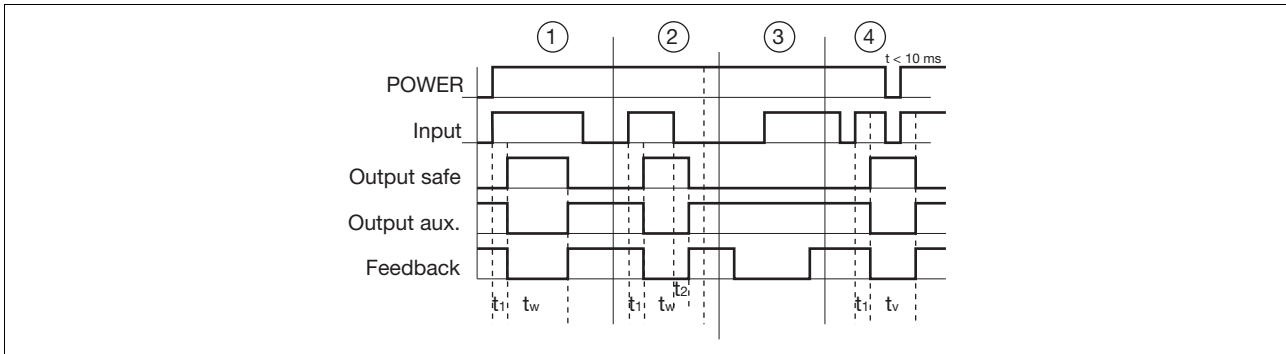 ① ② ③ ④
t < 10 ms
POWER
Input
Output safe
Output aux.
Feedback
t1 tw t1 tw t2 t1 tv